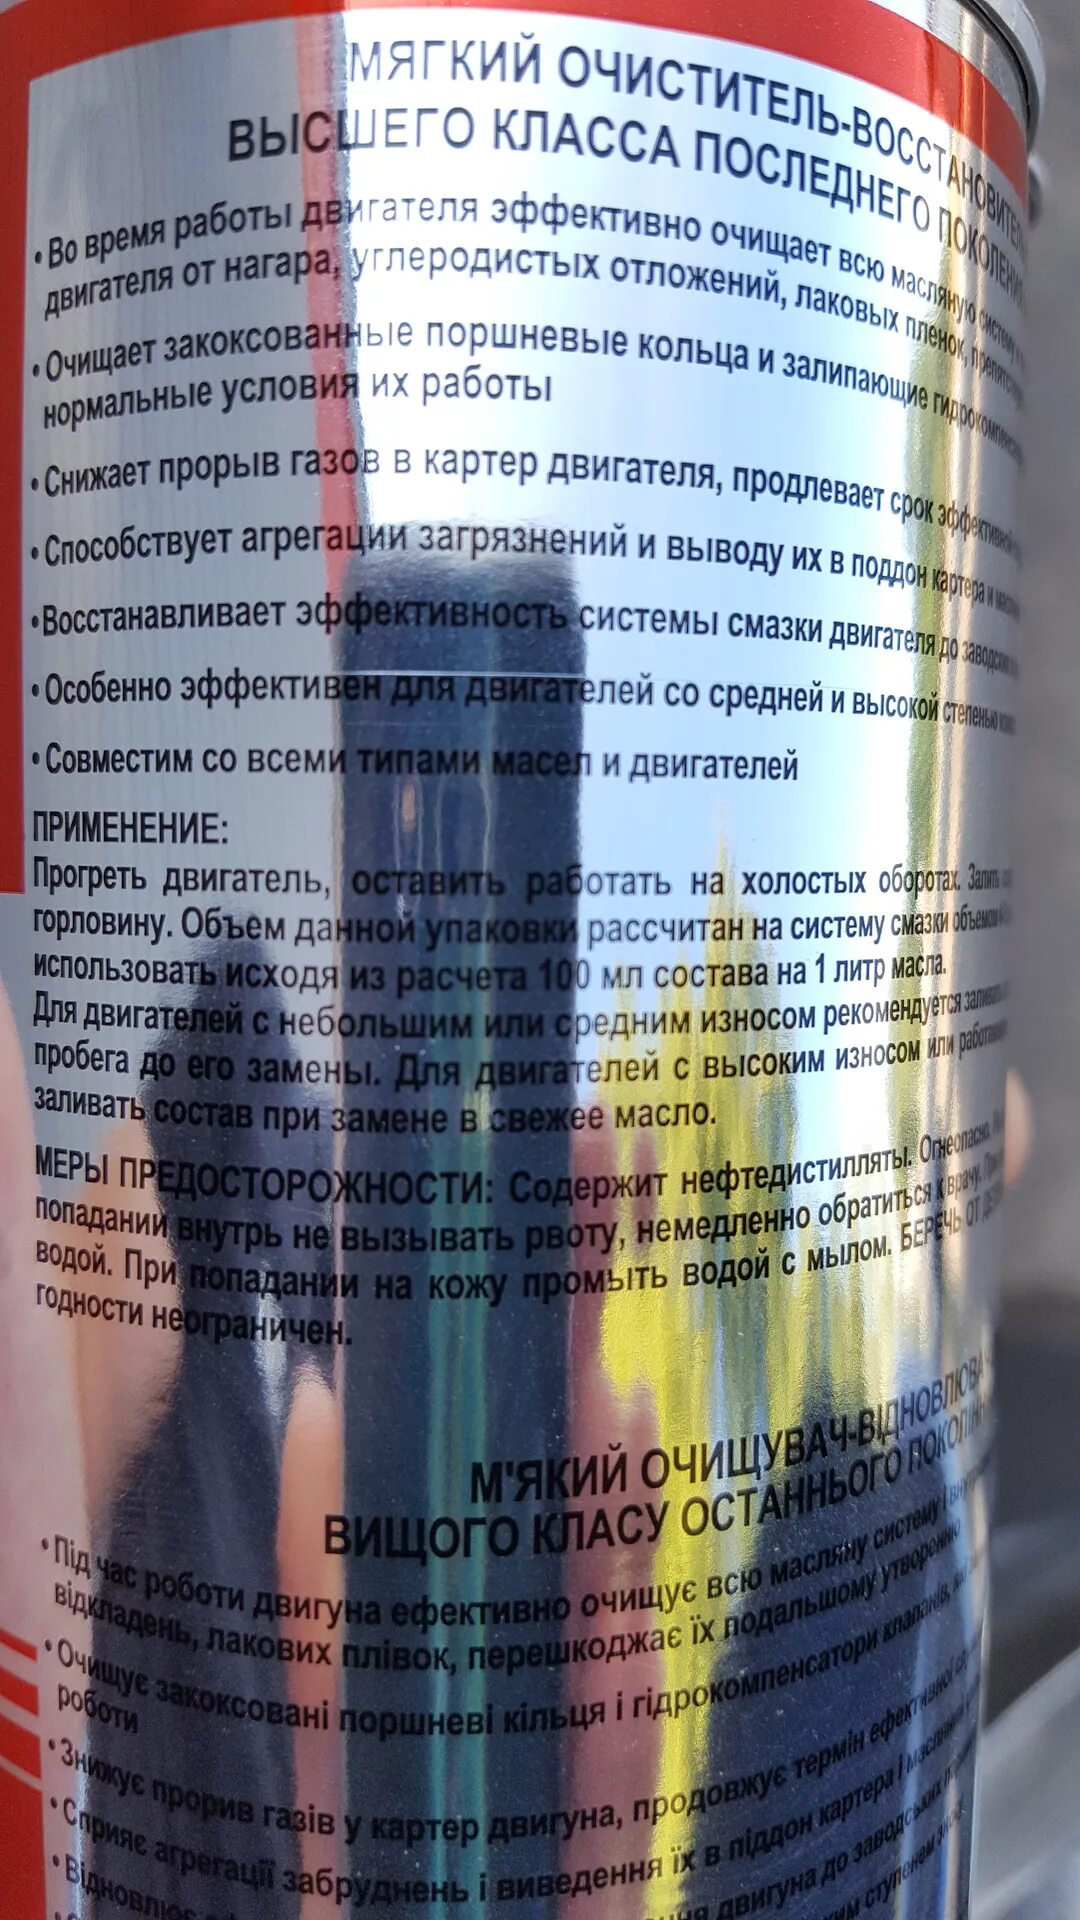 МЯГКИЙ ОЧИСТИТЕЛЬ-ВОССТАНОВИТЕЛЬ
ВЫСШЕГО КЛАССА ПОСЛЕДНЕГО ПОКОЛЕНИЯ
• Во время работы двигателя эффективно очищает всю масляную систему и
двигателя от нагара, углеродистых отложений, лаковых пленок,
• Очищает закоксованные поршневые кольца и залипающие
нормальные условия их работы
• Снижает прорыв газов в картер двигателя, продлевает срок эффективной
• Способствует агрегации загрязнений и выводу их в поддон картера и
• Восстанавливает эффективность системы смазки двигателя до заводских
• Особенно эффективен для двигателей со средней и высокой степенью
• Совместим со всеми типами масел и двигателей
ПРИМЕНЕНИЕ:
Прогреть двигатель, оставить работать на холостых оборотах. Залить
горловину. Объем данной упаковки рассчитан на систему смазки объемом
использовать исходя из расчета 100 мл состава на 1 литр масла.
Для двигателей с небольшим или средним износом рекомендуется заливать
пробега до его замены. Для двигателей с высоким износом или
заливать состав при замене в свежее масло.
МЕРЫ ПРЕДОСТОРОЖНОСТИ: Содержит нефтедистилляты. Огнеопасно.
попадании внутрь не вызывать рвоту, немедленно обратиться к врачу.
водой. При попадании на кожу промыть водой с мылом. БЕРЕЧЬ ОТ
годности неограничен.
М'ЯКИЙ ОЧИЩУВАЧ-ВІДНОВЛЮВА
ВИЩОГО КЛАСУ ОСТАННЬОГО
• Під час роботи двигуна ефективно очищує всю масляну систему і
відкладень, лакових плівок, перешкоджає їх подальшому утворенню
• Очищує закоксовані поршневі кільця і гідрокомпенсатори клапанів,
роботи
• Знижує прорив газів у картер двигуна, продовжує термін ефективної
• Сприяє агрегації забруднень і виведення їх в піддон картера і
• Відновлює двигуна до заводських
ступенем